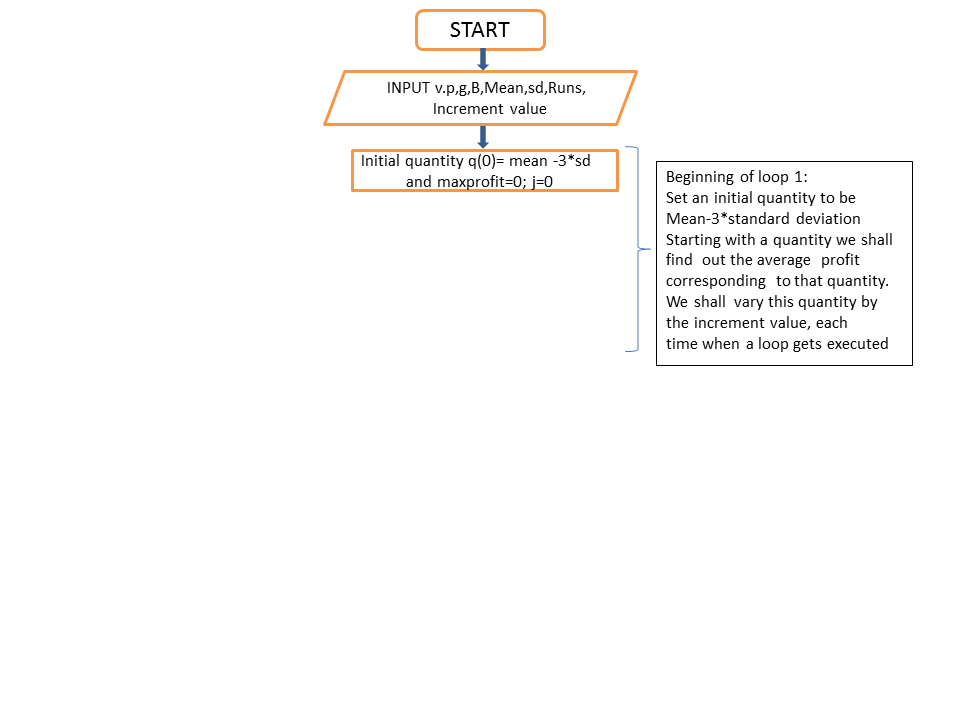 START
INPUT v.p,g,B,Mean,sd,Runs,
Increment value
Initial quantity q(0)= mean -3*sd
and maxprofit=0; j=0
Beginning of loop 1:
Set an initial quantity to be
Mean-3*standard deviation
Starting with a quantity we shall
find out the average profit
corresponding to that quantity.
We shall vary this quantity by
the increment value, each
time when a loop gets executed